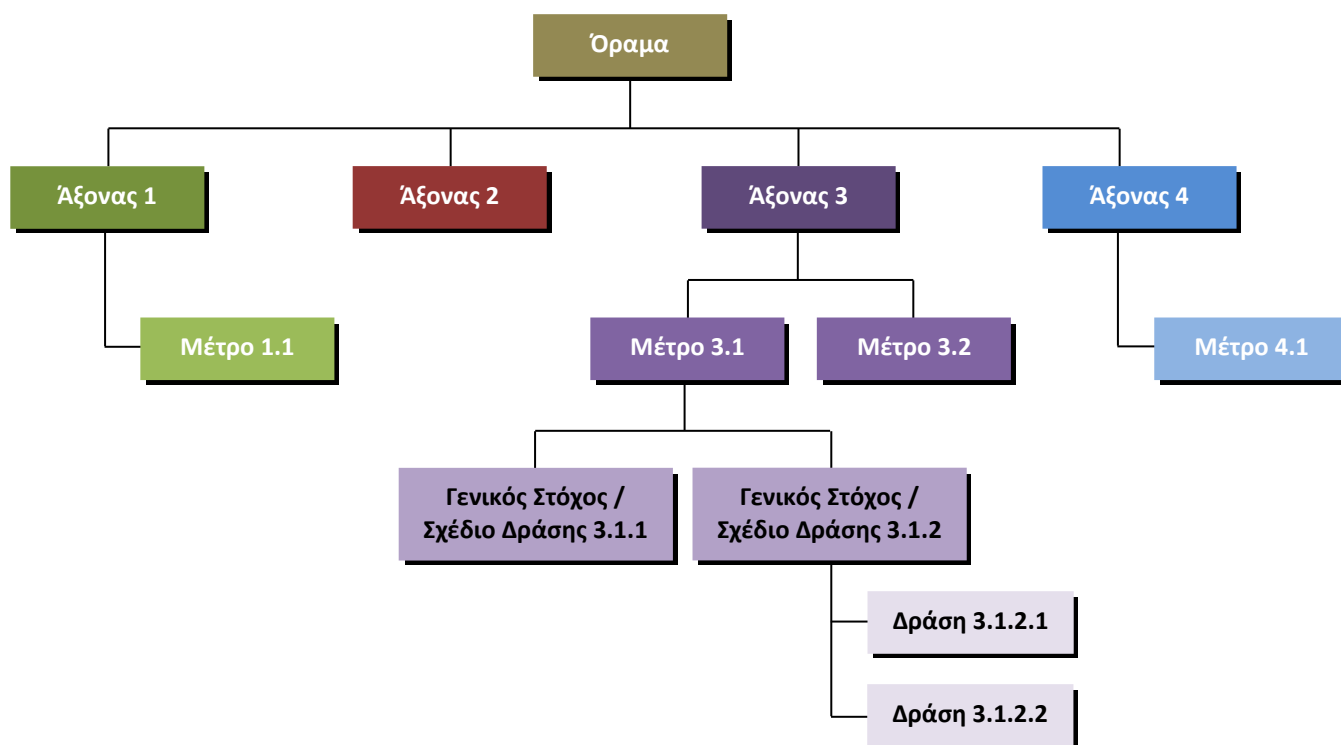 Όραμα
Άξονας 1
Άξονας 2
Άξονας 3
Άξονας 4
Μέτρο 1.1
Μέτρο 3.1
Μέτρο 3.2
Μέτρο 4.1
Γενικός Στόχος /
Σχέδιο Δράσης 3.1.1
Γενικός Στόχος /
Σχέδιο Δράσης 3.1.2
Δράση 3.1.2.1
Δράση 3.1.2.2